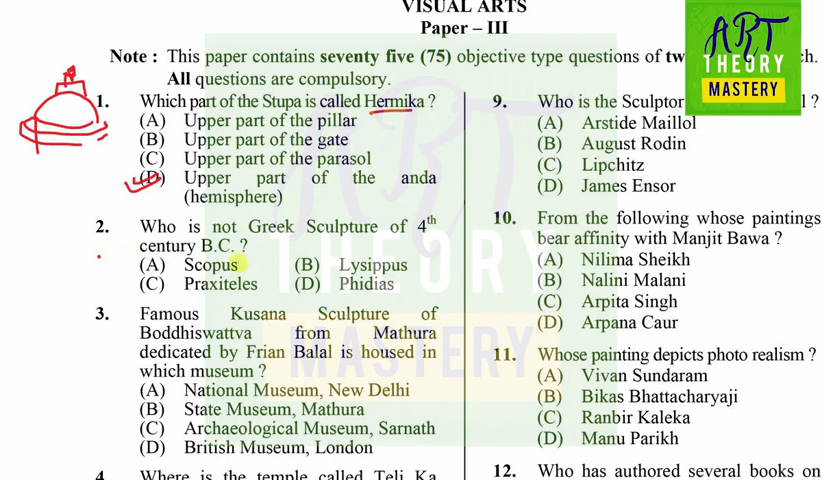 VISUAL ARTS
Paper – III
Note : This paper contains seventy five (75) objective type questions of
All questions are compulsory.
1. Which part of the Stupa is called Hermika ?
(A) Upper part of the pillar
(B) Upper part of the gate
(C) Upper part of the parasol
(D) Upper part of the anda
(hemisphere)
2. Who is not Greek Sculpture of 4th
century B.C. ?
(A) Scopus (B) Lysippus
(C) Praxiteles (D) Phidias
3. Famous Kusana Sculpture of
Boddhiswattva from Mathura
dedicated by Frian Balal is housed in
which museum ?
(A) National Museum, New Delhi
(B) State Museum, Mathura
(C) Archaeological Museum, Sarnath
(D) British Museum, London
4. Where is the temple called Teli Ka
9. Who is the Sculptor ?
(A) Arstide Maillol
(B) August Rodin
(C) Lipchitz
(D) James Ensor
10. From the following whose paintings
bear affinity with Manjit Bawa ?
(A) Nilima Sheikh
(B) Nalini Malani
(C) Arpita Singh
(D) Arpana Caur
11. Whose painting depicts photo realism ?
(A) Vivan Sundaram
(B) Bikas Bhattacharyaji
(C) Ranbir Kaleka
(D) Manu Parikh
12. Who has authored several books on
ART
THEORY
MASTERY
ART
THEORY
MASTERY